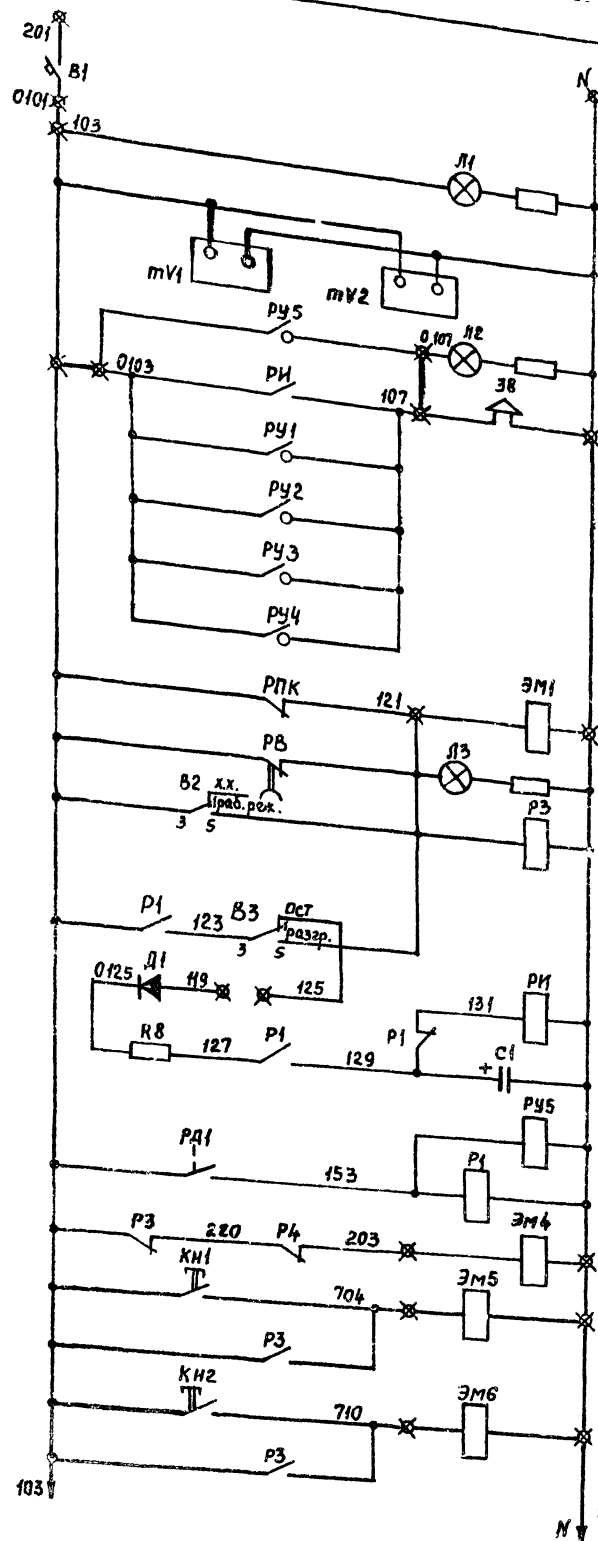 201
В1
N
0101
103
Л1
mV1
mV2
РУ5
0107
Л2
0103
РИ
107
ЗВ
РУ1
РУ2
РУ3
РУ4
РПК
121
ЭМ1
РВ
Л3
В2
х.х.
раб. реж.
3
5
Р3
Р1
123
В3
ОСТ
разгр.
3
5
0125
Д1
119
125
R8
127
Р1
129
Р1
131
РИ
+ С1
РД1
153
РУ5
Р1
Р3
220
Р4
203
ЭМ4
КН1
704
ЭМ5
Р3
КН2
710
ЭМ6
Р3
103
N